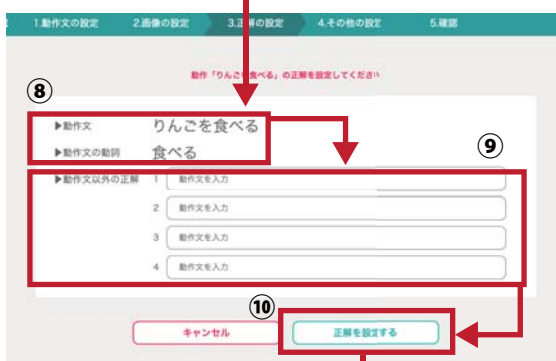 1.動作文の設定 2.画像の設定 3.正解の設定 4.その他の設定 5.確認
動作「りんごを食べる」の正解を設定してください
⑧
▶動作文 りんごを食べる
▶動作文の動詞 食べる
⑨
▶動作文以外の正解 1 動作文を入力
2 動作文を入力
3 動作文を入力
4 動作文を入力
⑩
キャンセル 正解を設定する